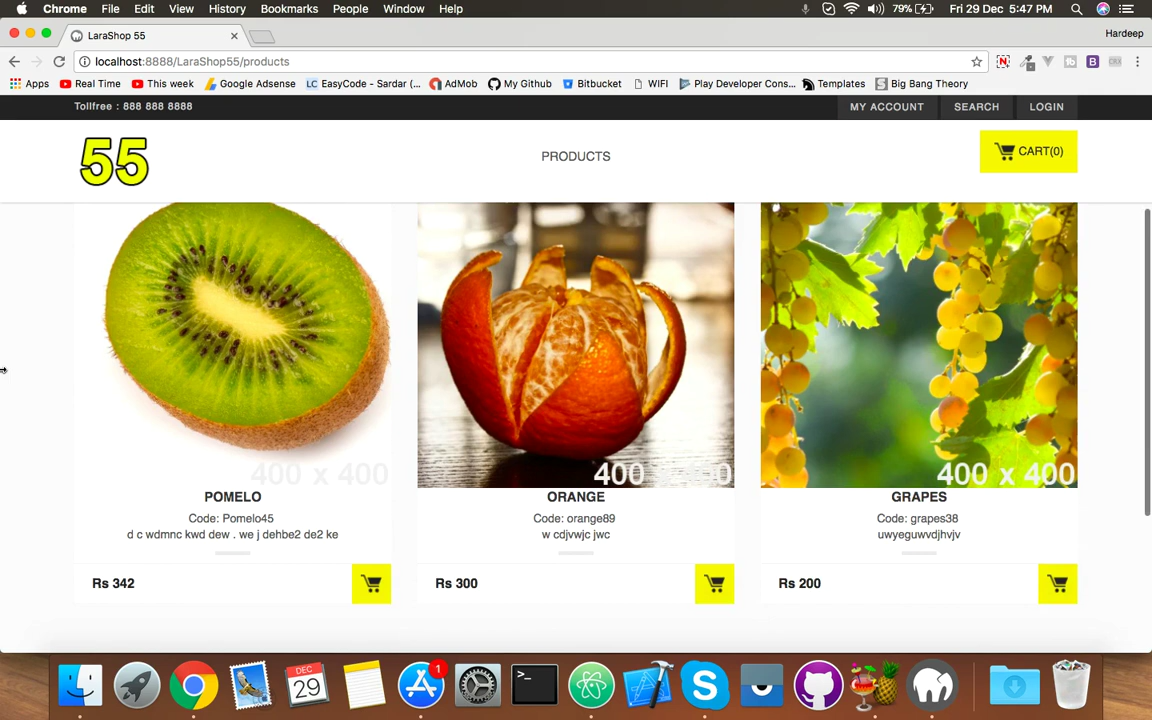 Chrome File Edit View History Bookmarks People Window Help 79% Fri 29 Dec 5:47 PM
LaraShop 55 Hardeep
localhost:8888/LaraShop55/products
Apps Real Time This week Google Adsense LC EasyCode - Sardar (... AdMob My Github Bitbucket WIFI Play Developer Cons... Templates S Big Bang Theory
Tollfree : 888 888 8888 MY ACCOUNT SEARCH LOGIN
55 PRODUCTS CART(0)
400 x 400 400 x 400 400 x 400
POMELO ORANGE GRAPES
Code: Pomelo45 Code: orange89 Code: grapes38
d c wdmnc kwd dew . we j dehbe2 de2 ke w cdjvwjc jwc uwyeguwvdjhvjv
Rs 342 Rs 300 Rs 200
DEC 1
29 S